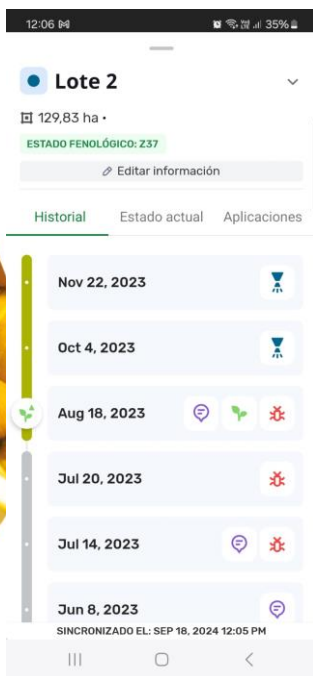 12:06
35%
Lote 2
129,83 ha •
ESTADO FENOLÓGICO: Z37
Editar información
Historial Estado actual Aplicaciones
Nov 22, 2023
Oct 4, 2023
Aug 18, 2023
Jul 20, 2023
Jul 14, 2023
Jun 8, 2023
SINCRONIZADO EL: SEP 18, 2024 12:05 PM